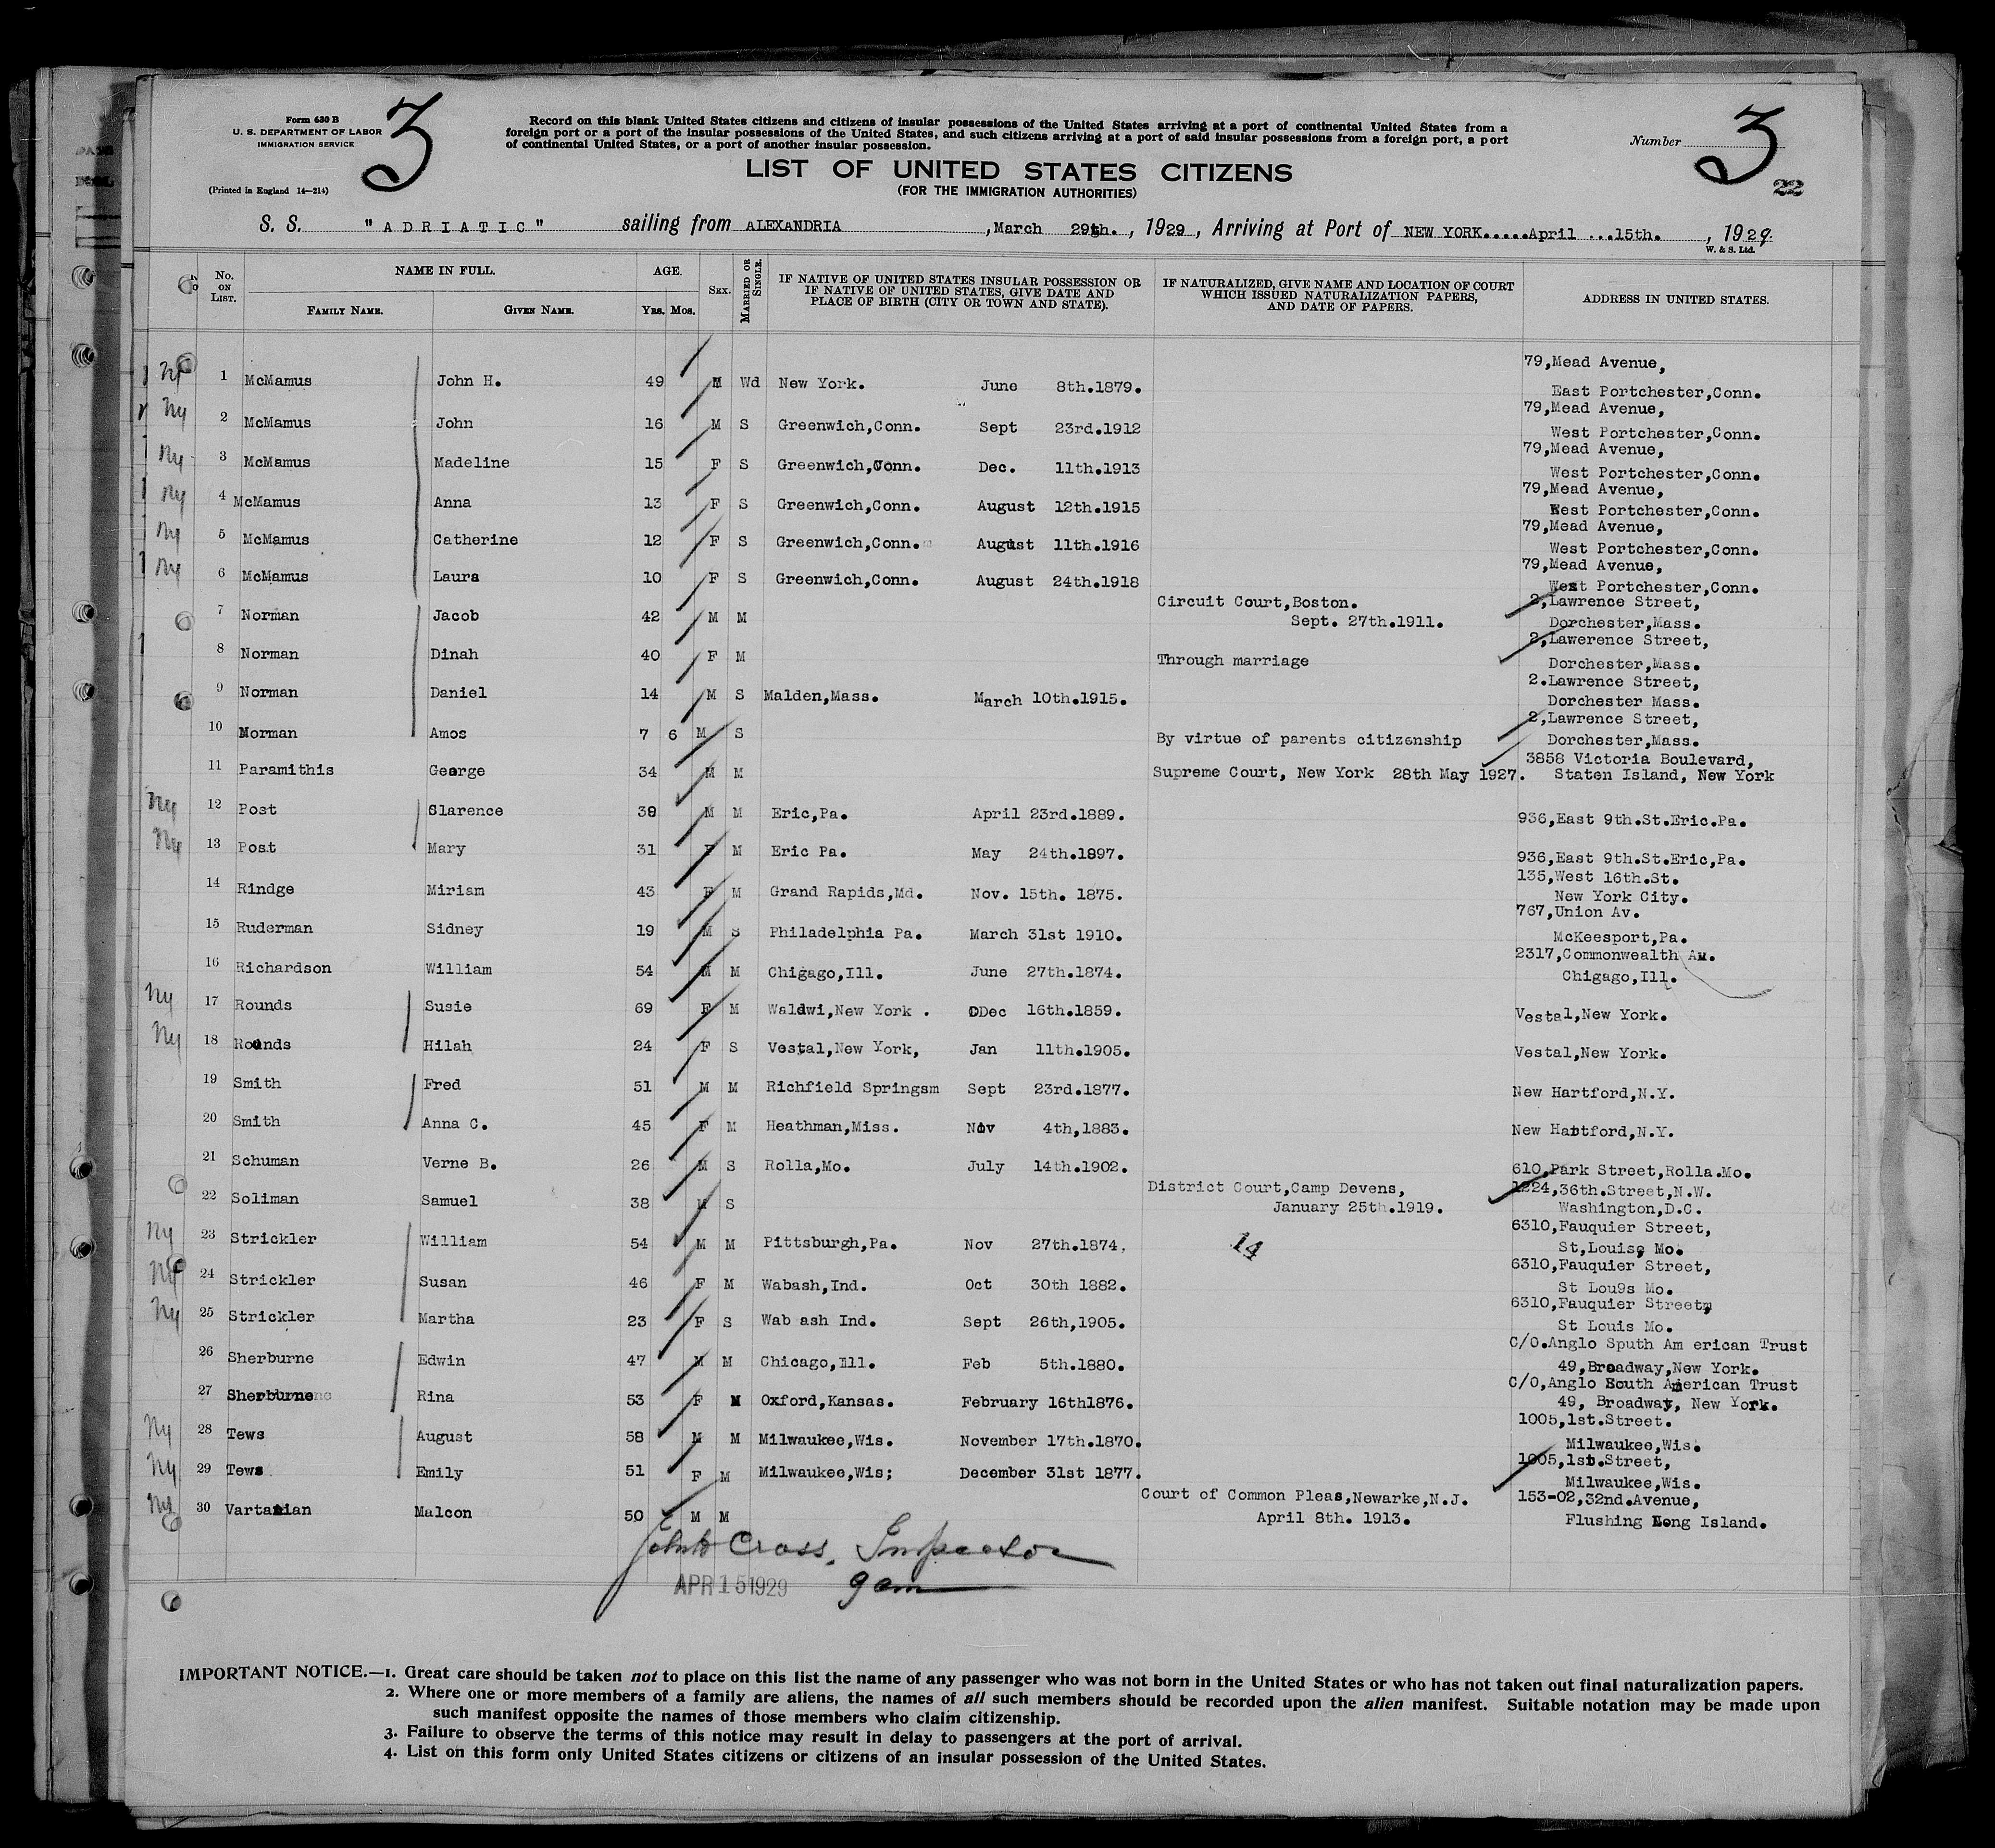 Form 630 B
U. S. DEPARTMENT OF LABOR
IMMIGRATION SERVICE
(Printed in England 14—214)
3
Record on this blank United States citizens and citizens of insular possessions of the United States arriving at a port of continental United States from a
foreign port or a port of the insular possessions of the United States, and such citizens arriving at a port of said insular possessions from a foreign port, a port
of continental United States, or a port of another insular possession.
Number 3
22
LIST OF UNITED STATES CITIZENS
(FOR THE IMMIGRATION AUTHORITIES)
S. S. "ADRIATIC" sailing from ALEXANDRIA ,March 29th. , 1929 , Arriving at Port of NEW YORK.....April ...15th. , 1929
W. & S. Ltd.
No. ON LIST. NAME IN FULL. FAMILY NAME. GIVEN NAME. AGE. YRS. MOS. SEX. MARRIED OR SINGLE. IF NATIVE OF UNITED STATES INSULAR POSSESSION OR IF NATIVE OF UNITED STATES, GIVE DATE AND PLACE OF BIRTH (CITY OR TOWN AND STATE). IF NATURALIZED, GIVE NAME AND LOCATION OF COURT WHICH ISSUED NATURALIZATION PAPERS, AND DATE OF PAPERS. ADDRESS IN UNITED STATES.
79,Mead Avenue,
Ny 1 McMamus John H. 49 M Wd New York. June 8th.1879.
East Portchester,Conn.
79,Mead Avenue,
Ny 2 McMamus John 16 M S Greenwich,Conn. Sept 23rd.1912
West Portchester,Conn.
79,Mead Avenue,
Ny 3 McMamus Madeline 15 F S Greenwich,Conn. Dec. 11th.1913
West Portchester,Conn.
79,Mead Avenue,
Ny 4 McMamus Anna 13 F S Greenwich,Conn. August 12th.1915
West Portchester,Conn.
79,Mead Avenue,
Ny 5 McMamus Catherine 12 F S Greenwich,Conn. August 11th.1916
West Portchester,Conn.
79,Mead Avenue,
Ny 6 McMamus Laura 10 F S Greenwich,Conn. August 24th.1918
West Portchester,Conn.
Circuit Court,Boston. 2,Lawrence Street,
7 Norman Jacob 42 M M Sept. 27th.1911. Dorchester,Mass.
2,Lawerence Street,
8 Norman Dinah 40 F M Through marriage Dorchester,Mass.
2.Lawrence Street,
9 Norman Daniel 14 M S Malden,Mass. March 10th.1915. Dorchester Mass.
2,Lawrence Street,
10 Norman Amos 7 6 M S By virtue of parents citizenship Dorchester,Mass.
3858 Victoria Boulevard,
11 Paramithis George 34 M M Supreme Court, New York 28th May 1927. Staten Island, New York
Ny 12 Post Clarence 39 M M Eric,Pa. April 23rd.1889. 936,East 9th.St.Eric.Pa.
Ny 13 Post Mary 31 F M Eric Pa. May 24th.1897. 936,East 9th.St.Eric,Pa.
135,West 16th.St.
14 Rindge Miriam 43 F M Grand Rapids,Md. Nov. 15th. 1875. New York City.
767,Union Av.
15 Ruderman Sidney 19 M S Philadelphia Pa. March 31st 1910. McKeesport,Pa.
2317,Commonwealth Av.
16 Richardson William 54 M M Chigago,Ill. June 27th.1874. Chigago,Ill.
Ny 17 Rounds Susie 69 F M Waldwi,New York . Dec 16th.1859. Vestal,New York.
Ny 18 Rounds Hilah 24 F S Vestal,New York, Jan 11th.1905. Vestal,New York.
19 Smith Fred 51 M M Richfield Springsm Sept 23rd.1877. New Hartford,N.Y.
20 Smith Anna C. 45 F M Heathman,Miss. Nov 4th,1883. New Hartford,N.Y.
21 Schuman Verne B. 26 M S Rolla,Mo. July 14th.1902. 610,Park Street,Rolla.Mo.
District Court,Camp Devens, 1224,36th.Street,N.W.
22 Soliman Samuel 38 M S January 25th.1919. Washington,D.C.
6310,Fauquier Street,
Ny 23 Strickler William 54 M M Pittsburgh,Pa. Nov 27th.1874. 14 St,Louis, Mo.
6310,Fauquier Street,
Ny 24 Strickler Susan 46 F M Wabash,Ind. Oct 30th 1882. St Lou9s Mo.
6310,Fauquier Street,
Ny 25 Strickler Martha 23 F S Wab ash Ind. Sept 26th,1905. St Louis Mo.
C/O.Anglo Sputh Am erican Trust
26 Sherburne Edwin 47 M M Chicago,Ill. Feb 5th.1880. 49,Broadway,New York.
C/O,Anglo South American Trust
27 Sherburne Rina 53 F M Oxford,Kansas. February 16th1876. 49, Broadway, New York.
1005,1st.Street.
Ny 28 Tews August 58 M M Milwaukee,Wis. November 17th.1870. Milwaukee,Wis.
1005,1st.Street,
Ny 29 Tews Emily 51 F M Milwaukee,Wis; December 31st 1877. Milwaukee,Wis.
Court of Common Pleas,Newarke,N.J. 153-02,32nd.Avenue,
Ny 30 Vartanian Malcon 50 M M April 8th. 1913. Flushing Long Island.
Cross, Inspector
APR 15 1929 9 am
IMPORTANT NOTICE.—1. Great care should be taken not to place on this list the name of any passenger who was not born in the United States or who has not taken out final naturalization papers.
2. Where one or more members of a family are aliens, the names of all such members should be recorded upon the alien manifest. Suitable notation may be made upon
such manifest opposite the names of those members who claim citizenship.
3. Failure to observe the terms of this notice may result in delay to passengers at the port of arrival.
4. List on this form only United States citizens or citizens of an insular possession of the United States.